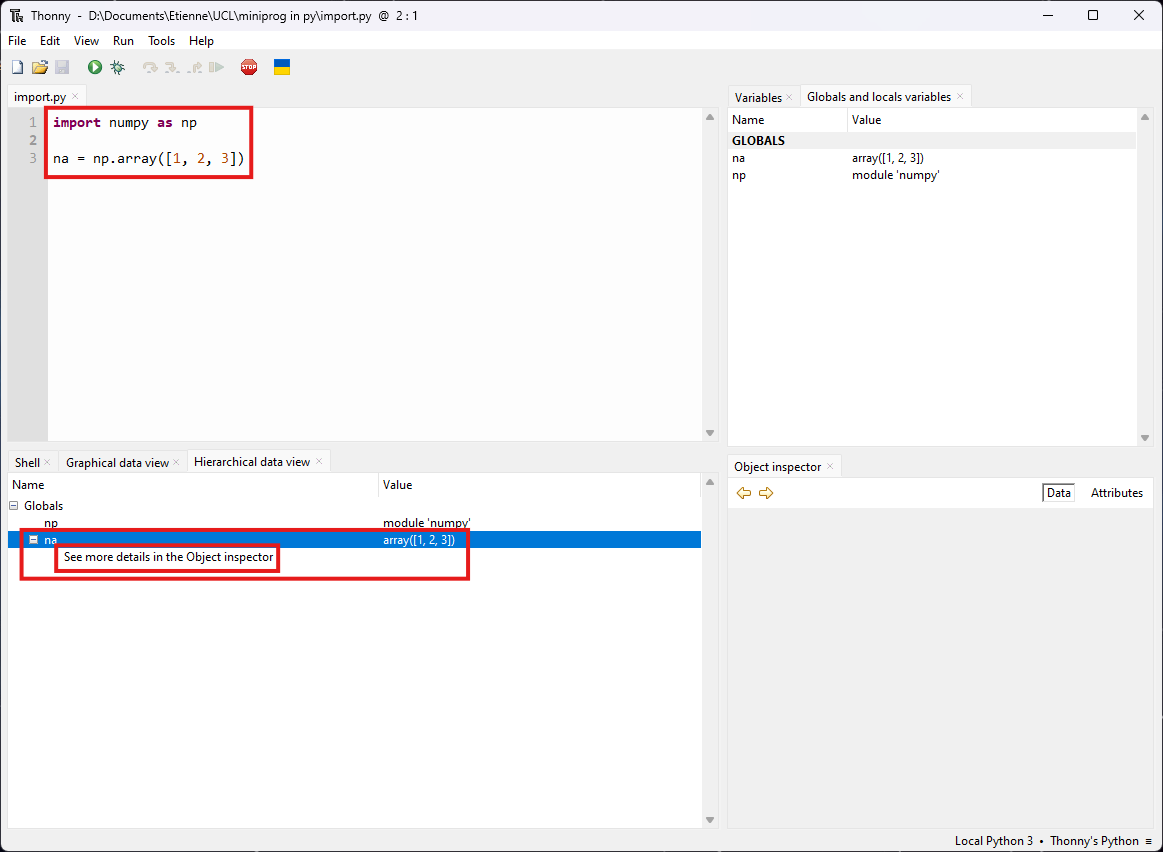 Thonny - D:\Documents\Etienne\UCL\miniprog in py\import.py @ 2 : 1
File Edit View Run Tools Help
STOP
import.py ×
1 import numpy as np
2
3 na = np.array([1, 2, 3])
Variables × Globals and locals variables ×
Name Value
GLOBALS
na array([1, 2, 3])
np module 'numpy'
Shell × Graphical data view × Hierarchical data view ×
Name Value
Globals
np module 'numpy'
na array([1, 2, 3])
See more details in the Object inspector
Object inspector ×
Data Attributes
Local Python 3 • Thonny's Python ≡